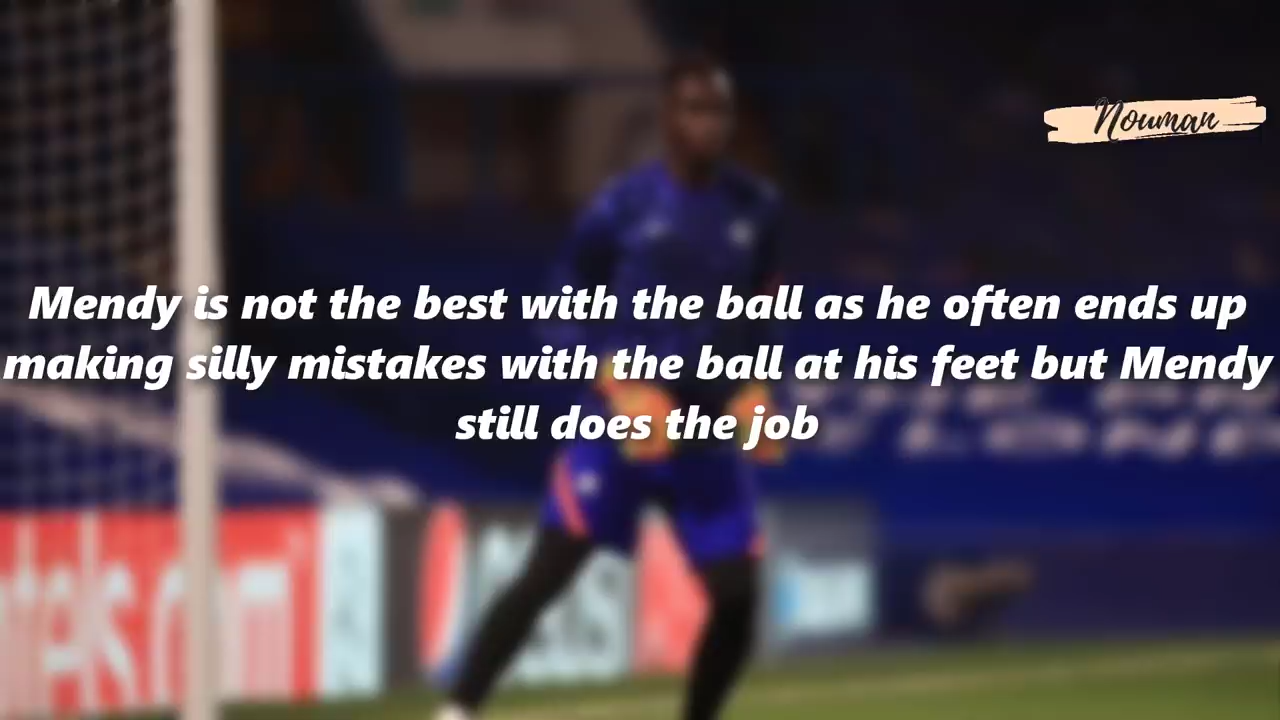 Nouman
Mendy is not the best with the ball as he often ends up
making silly mistakes with the ball at his feet but Mendy
still does the job